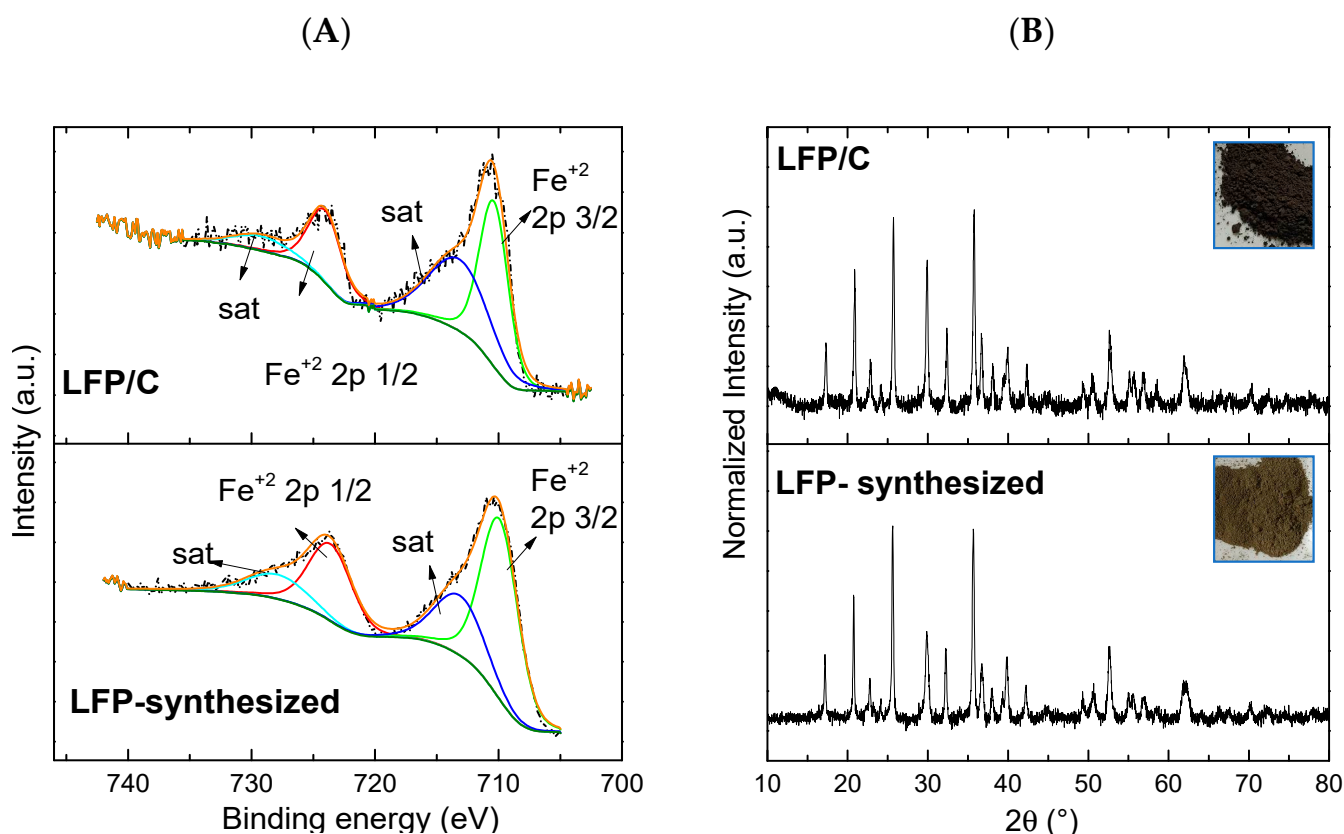 (A)
Intensity (a.u.)
LFP/C
sat
Fe+2 2p 1/2
sat
Fe+2
2p 3/2
LFP-synthesized
sat
Fe+2 2p 1/2
sat
Fe+2
2p 3/2
740 730 720 710 700
Binding energy (eV)
(B)
Normalized Intensity (a.u.)
LFP/C
LFP- synthesized
10 20 30 40 50 60 70 80
2θ (°)